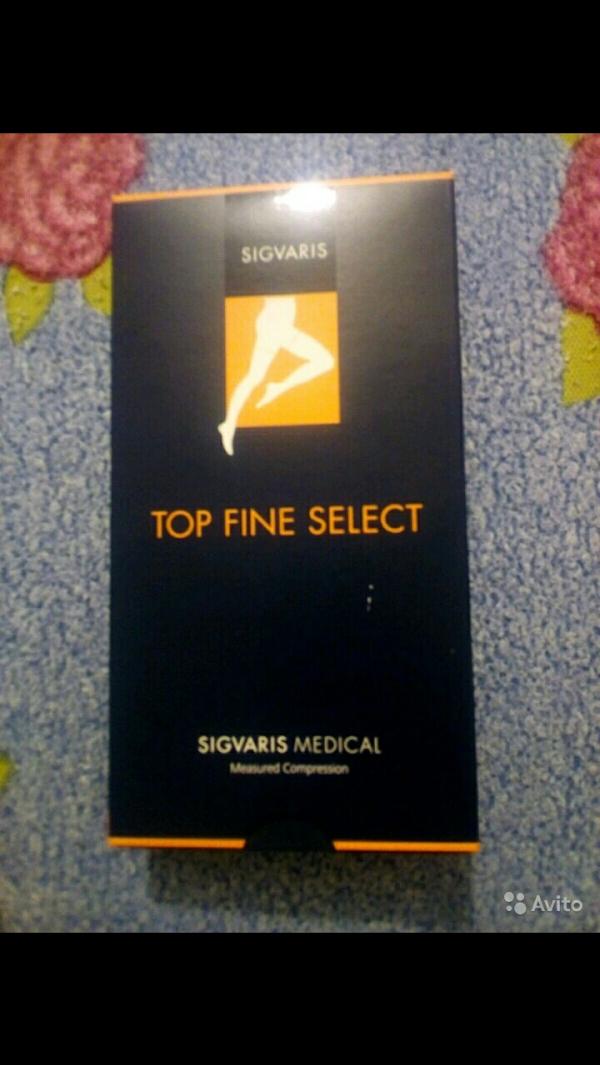 SIGVARIS
TOP FINE SELECT
SIGVARIS MEDICAL
Measured Compression
Avito